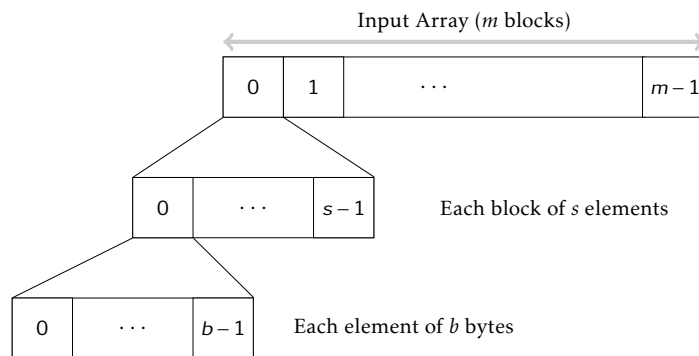 Input Array (m blocks)
0 1 ··· m − 1
0 ··· s − 1 Each block of s elements
0 ··· b − 1 Each element of b bytes